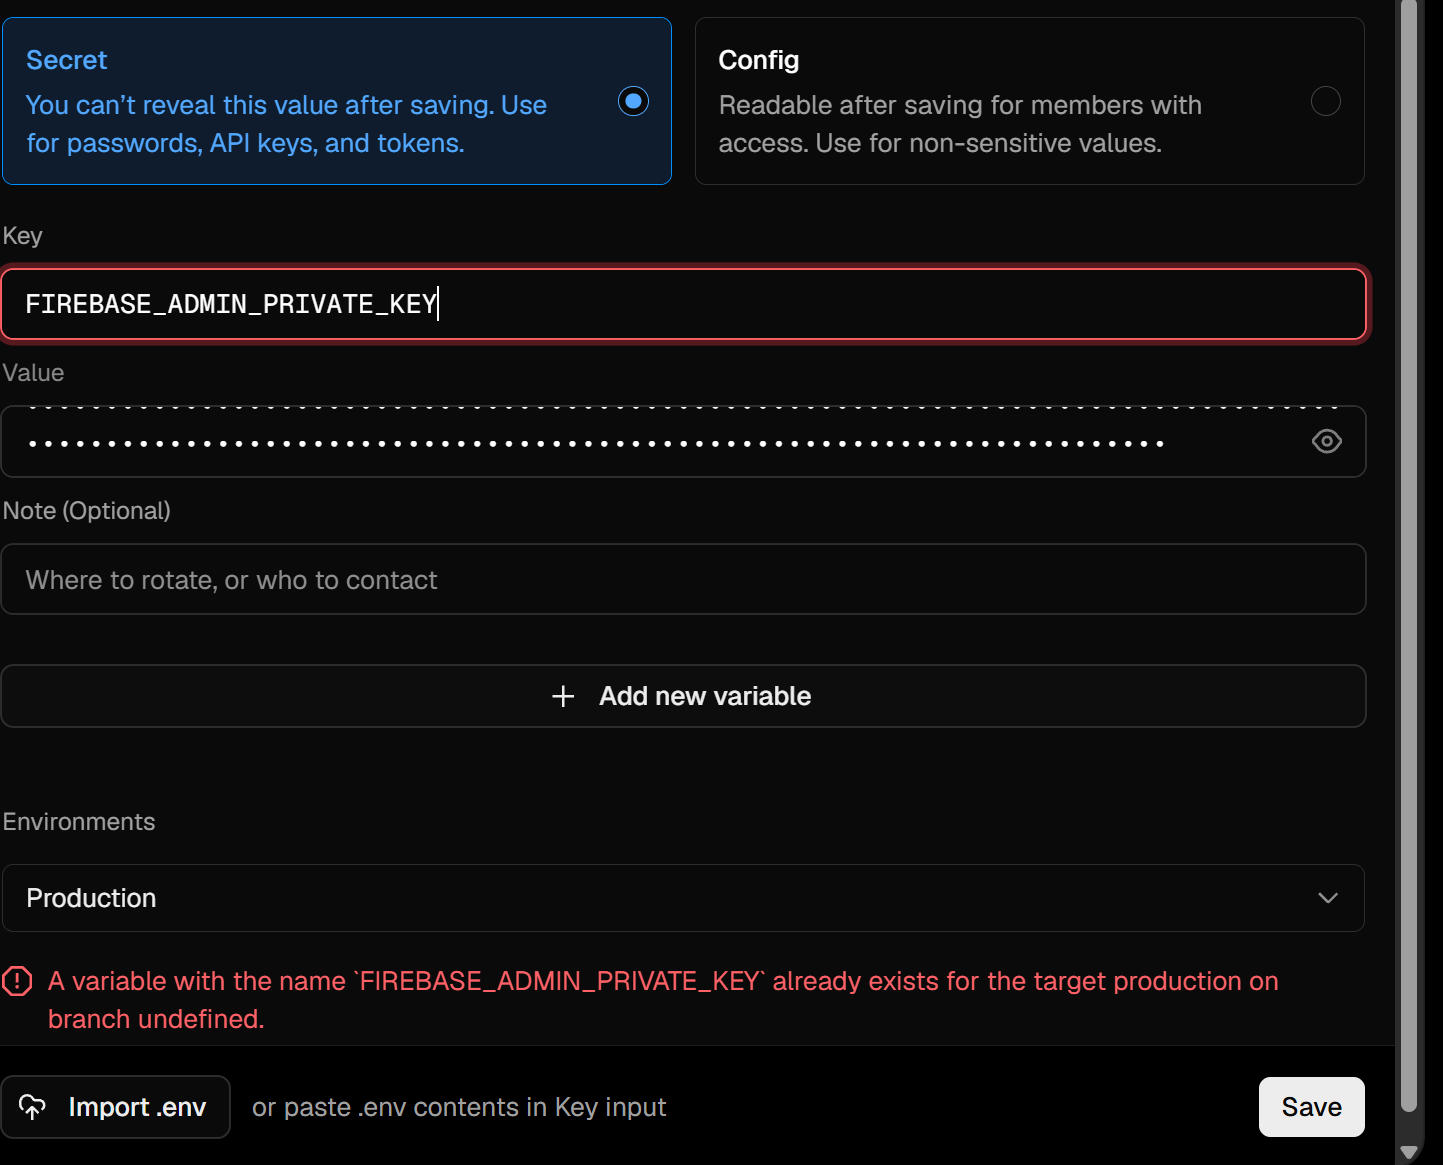 Secret
You can’t reveal this value after saving. Use
for passwords, API keys, and tokens.
Config
Readable after saving for members with
access. Use for non-sensitive values.
Key
FIREBASE_ADMIN_PRIVATE_KEY
Value
Note (Optional)
Where to rotate, or who to contact
Add new variable
Environments
Production
A variable with the name `FIREBASE_ADMIN_PRIVATE_KEY` already exists for the target production on
branch undefined.
Import .env
or paste .env contents in Key input
Save